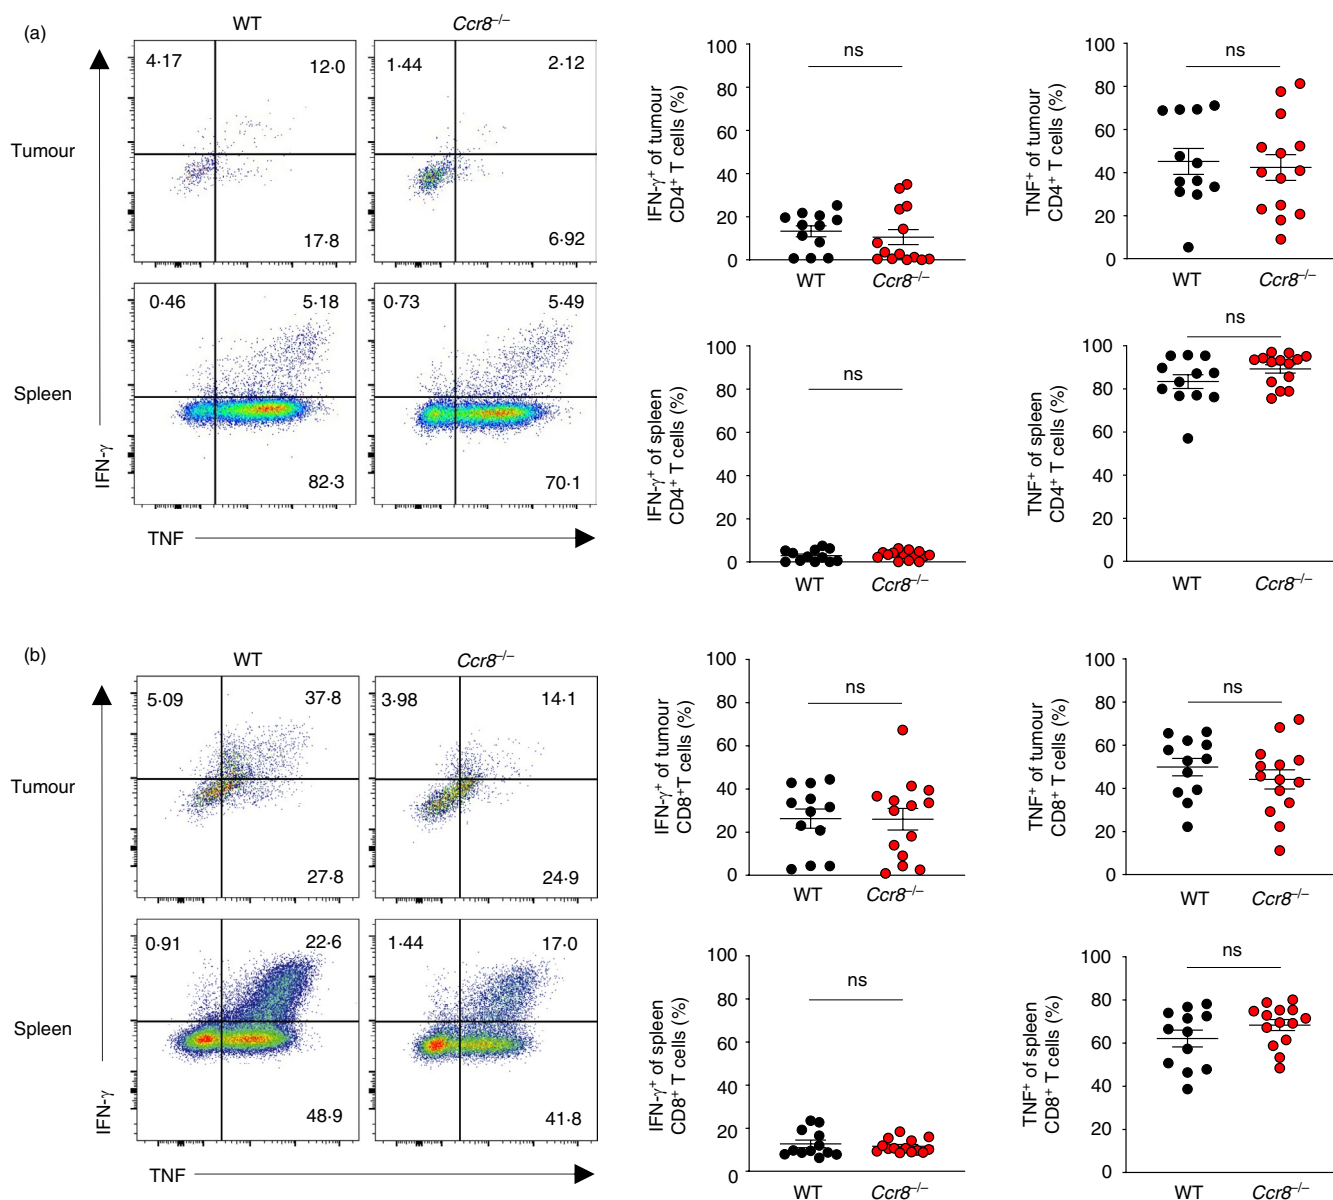 (a)
WT
Ccr8–/–
Tumour
4·17
12·0
17·8
1·44
2·12
6·92
Spleen
0·46
5·18
82·3
0·73
5·49
70·1
IFN-γ
TNF
100
80
60
40
20
0
IFN-γ+ of tumour
CD4+ T cells (%)
ns
WT
Ccr8–/–
100
80
60
40
20
0
TNF+ of tumour
CD4+ T cells (%)
ns
WT
Ccr8–/–
100
80
60
40
20
0
IFN-γ+ of spleen
CD4+ T cells (%)
ns
WT
Ccr8–/–
100
80
60
40
20
0
TNF+ of spleen
CD4+ T cells (%)
ns
WT
Ccr8–/–
(b)
WT
Ccr8–/–
Tumour
5·09
37·8
27·8
3·98
14·1
24·9
Spleen
0·91
22·6
48·9
1·44
17·0
41·8
IFN-γ
TNF
100
80
60
40
20
0
IFN-γ+ of tumour
CD8+T cells (%)
ns
WT
Ccr8–/–
100
80
60
40
20
0
TNF+ of tumour
CD8+ T cells (%)
ns
WT
Ccr8–/–
100
80
60
40
20
0
IFN-γ+ of spleen
CD8+ T cells (%)
ns
WT
Ccr8–/–
100
80
60
40
20
0
TNF+ of spleen
CD8+ T cells (%)
ns
WT
Ccr8–/–